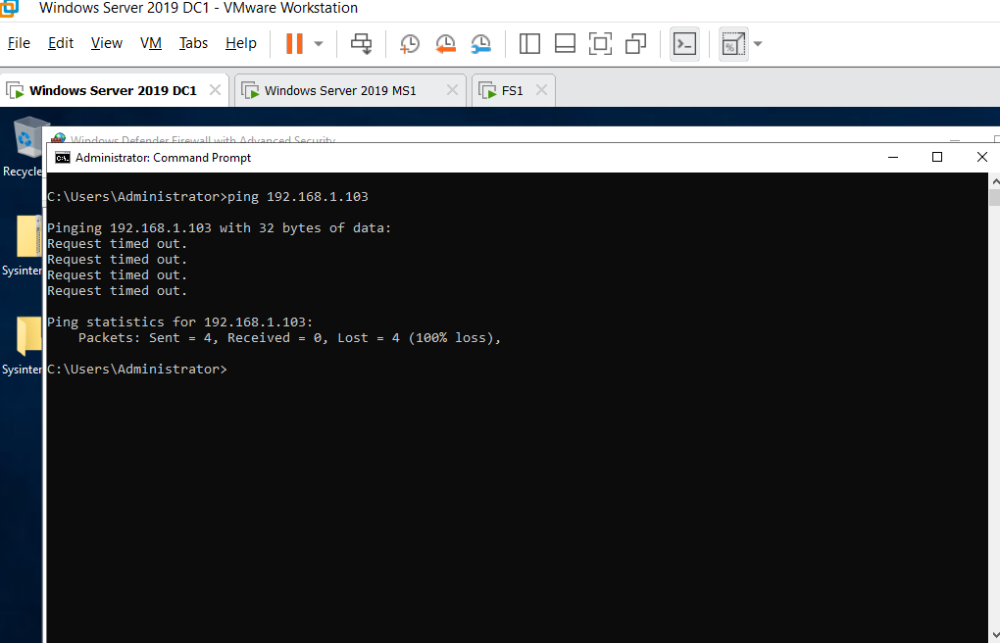 Windows Server 2019 DC1 - VMware Workstation
File Edit View VM Tabs Help
Windows Server 2019 DC1 Windows Server 2019 MS1 FS1
Windows Defender Firewall with Advanced Security
Administrator: Command Prompt
Recycle
Sysinter
Sysinter
C:\Users\Administrator>ping 192.168.1.103
Pinging 192.168.1.103 with 32 bytes of data:
Request timed out.
Request timed out.
Request timed out.
Request timed out.
Ping statistics for 192.168.1.103:
Packets: Sent = 4, Received = 0, Lost = 4 (100% loss),
C:\Users\Administrator>